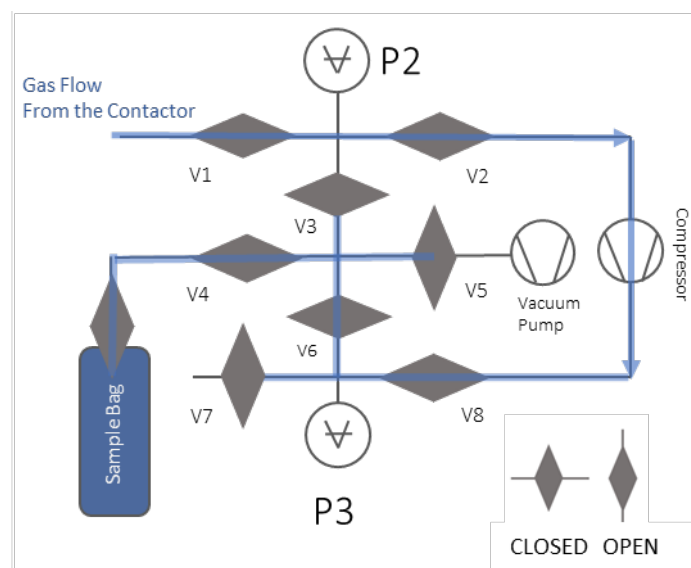 P2
Gas Flow
From the Contactor
V1
V2
V3
Compressor
V4
V5
Vacuum
Pump
V6
V7
V8
Sample Bag
P3
CLOSED OPEN